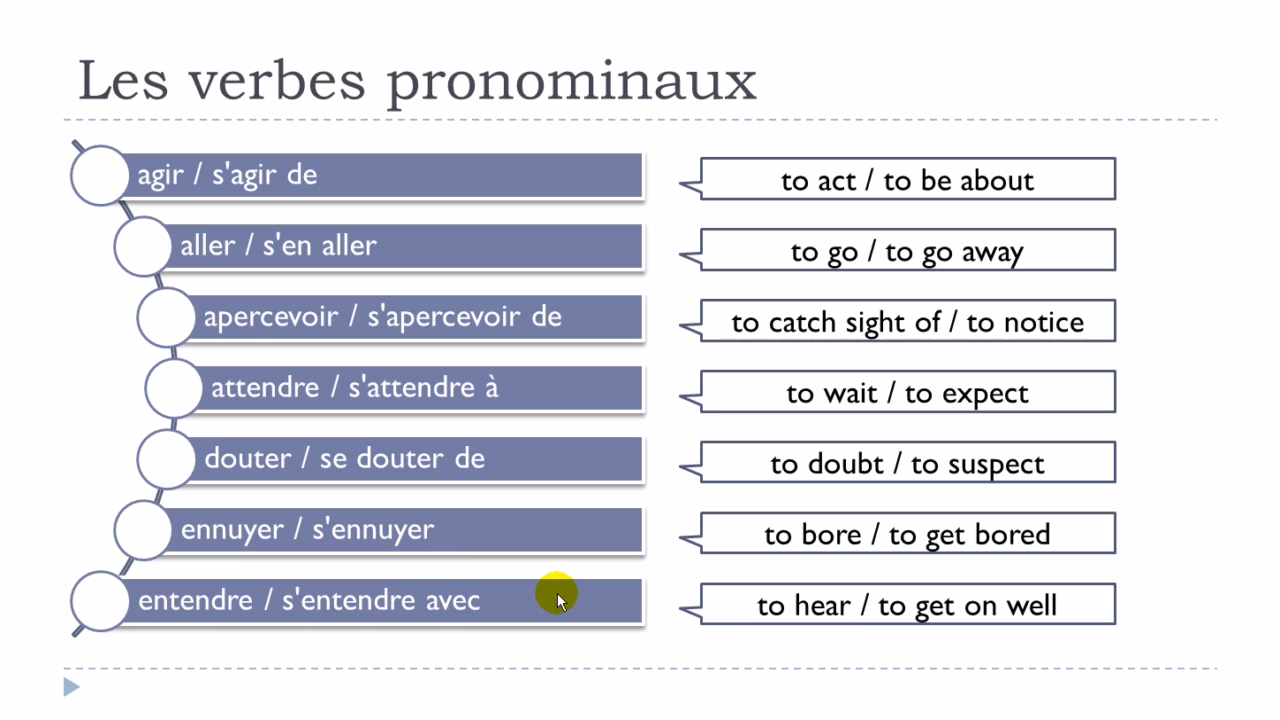 Les verbes pronominaux
agir / s'agir de
to act / to be about
aller / s'en aller
to go / to go away
apercevoir / s'apercevoir de
to catch sight of / to notice
attendre / s'attendre à
to wait / to expect
douter / se douter de
to doubt / to suspect
ennuyer / s'ennuyer
to bore / to get bored
entendre / s'entendre avec
to hear / to get on well